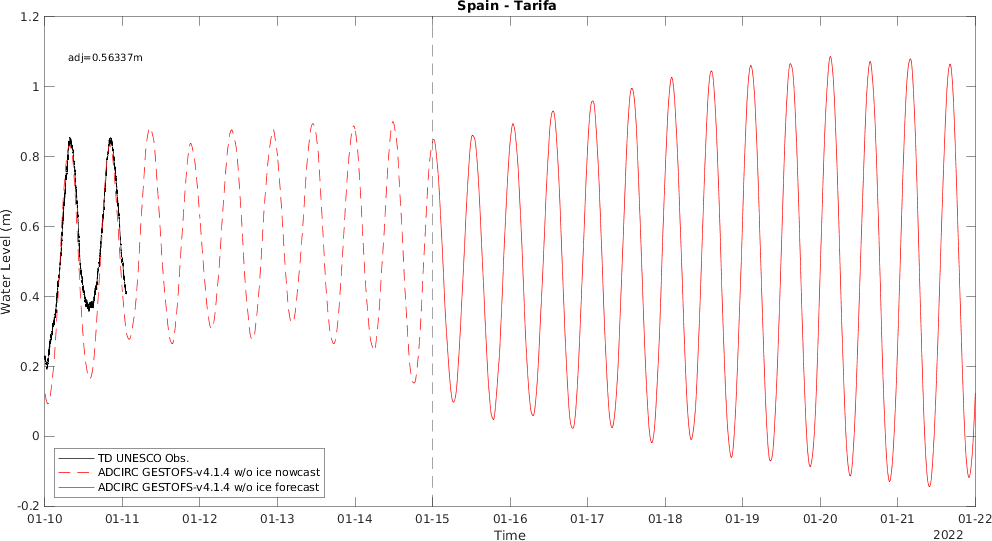 Spain - Tarifa
adj=0.56337m
Water Level (m)
1.2
1
0.8
0.6
0.4
0.2
0
-0.2
TD UNESCO Obs.
ADCIRC GESTOFS-v4.1.4 w/o ice nowcast
ADCIRC GESTOFS-v4.1.4 w/o ice forecast
01-10 01-11 01-12 01-13 01-14 01-15 01-16 01-17 01-18 01-19 01-20 01-21 01-22
Time
2022